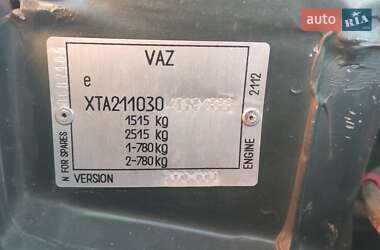 auto RIA
VAZ
e
XTA211030
1515 kg
2515 kg
1-780 kg
2-780 kg
VERSION
N FOR SPARES
ENGINE 2112